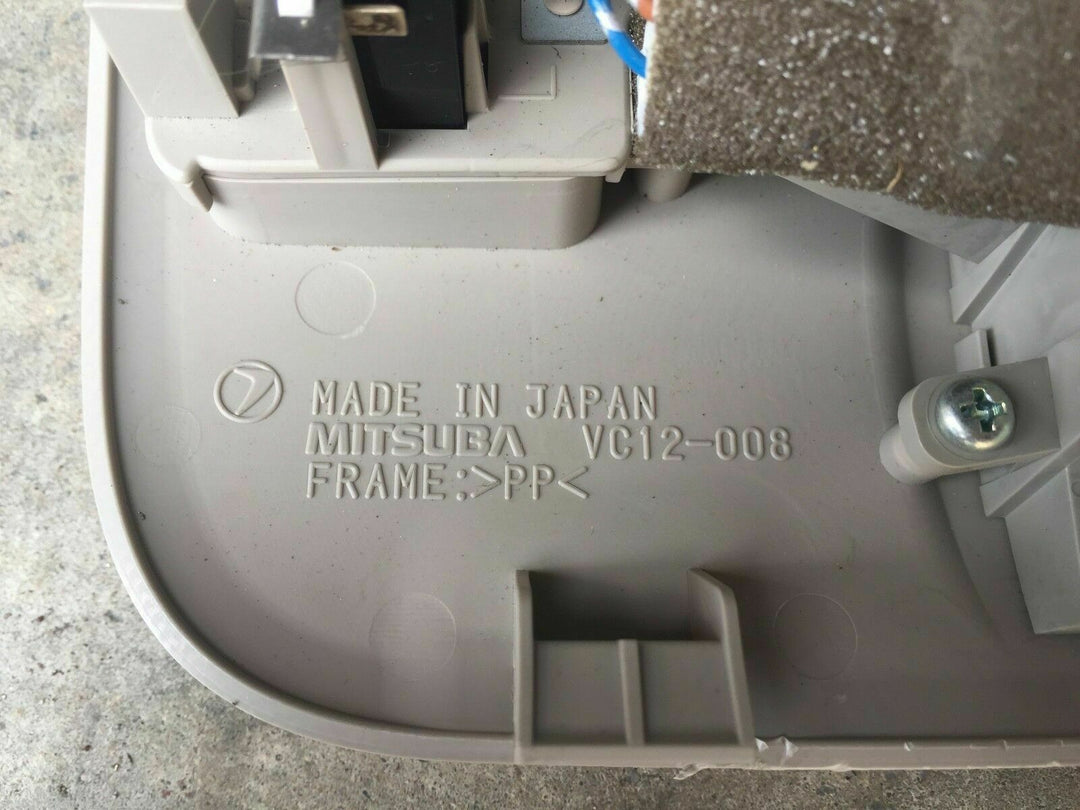 MADE IN JAPAN
MITSUBA VC12-008
FRAME:>PP<